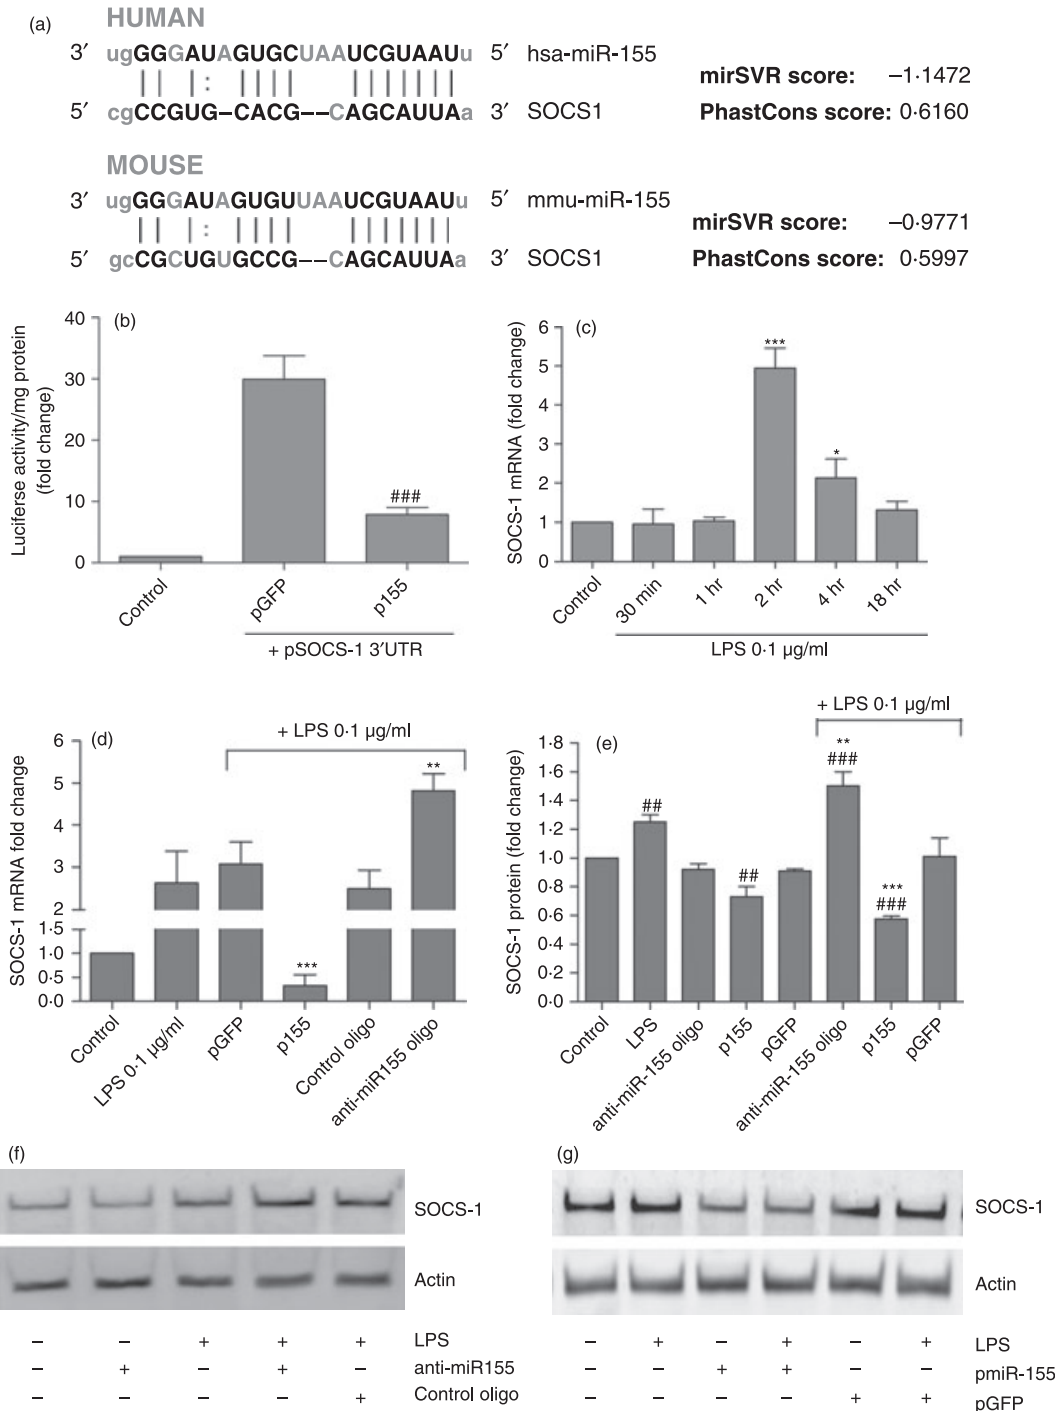 (a)
HUMAN
3′ ugGGGAUAGUGCUAAUCGUAAUu 5′ hsa-miR-155
mirSVR score: –1·1472
5′ cgCCGUG–CACG––CAGCAUUAa 3′ SOCS1
PhastCons score: 0·6160
MOUSE
3′ ugGGGAUAGUGUUAAUCGUAAUu 5′ mmu-miR-155
mirSVR score: –0·9771
5′ gcCGCUGUGCCG––CAGCAUUAa 3′ SOCS1
PhastCons score: 0·5997
(b)
Luciferse activity/mg protein
(fold change)
40
30
20
10
0
###
Control
pGFP
p155
+ pSOCS-1 3′UTR
(c)
SOCS-1 mRNA (fold change)
6
5
4
3
2
1
0
***
*
Control
30 min
1 hr
2 hr
4 hr
18 hr
LPS 0·1 µg/ml
(d)
+ LPS 0·1 µg/ml
SOCS-1 mRNA fold change
6
5
4
3
2
1·5
1·0
0·5
0·0
***
**
Control
LPS 0·1 µg/ml
pGFP
p155
Control oligo
anti-miR155 oligo
(e)
+ LPS 0·1 µg/ml
SOCS-1 protein (fold change)
1·8
1·6
1·4
1·2
1·0
0·8
0·6
0·4
0·2
0·0
##
##
**
###
***
###
Control
LPS
anti-miR-155 oligo
p155
pGFP
anti-miR-155 oligo
p155
pGFP
(f)
SOCS-1
Actin
– – + + + LPS
– + – + – anti-miR155
– – – – + Control oligo
(g)
SOCS-1
Actin
– + – + – + LPS
– – + + – – pmiR-155
– – – – + + pGFP